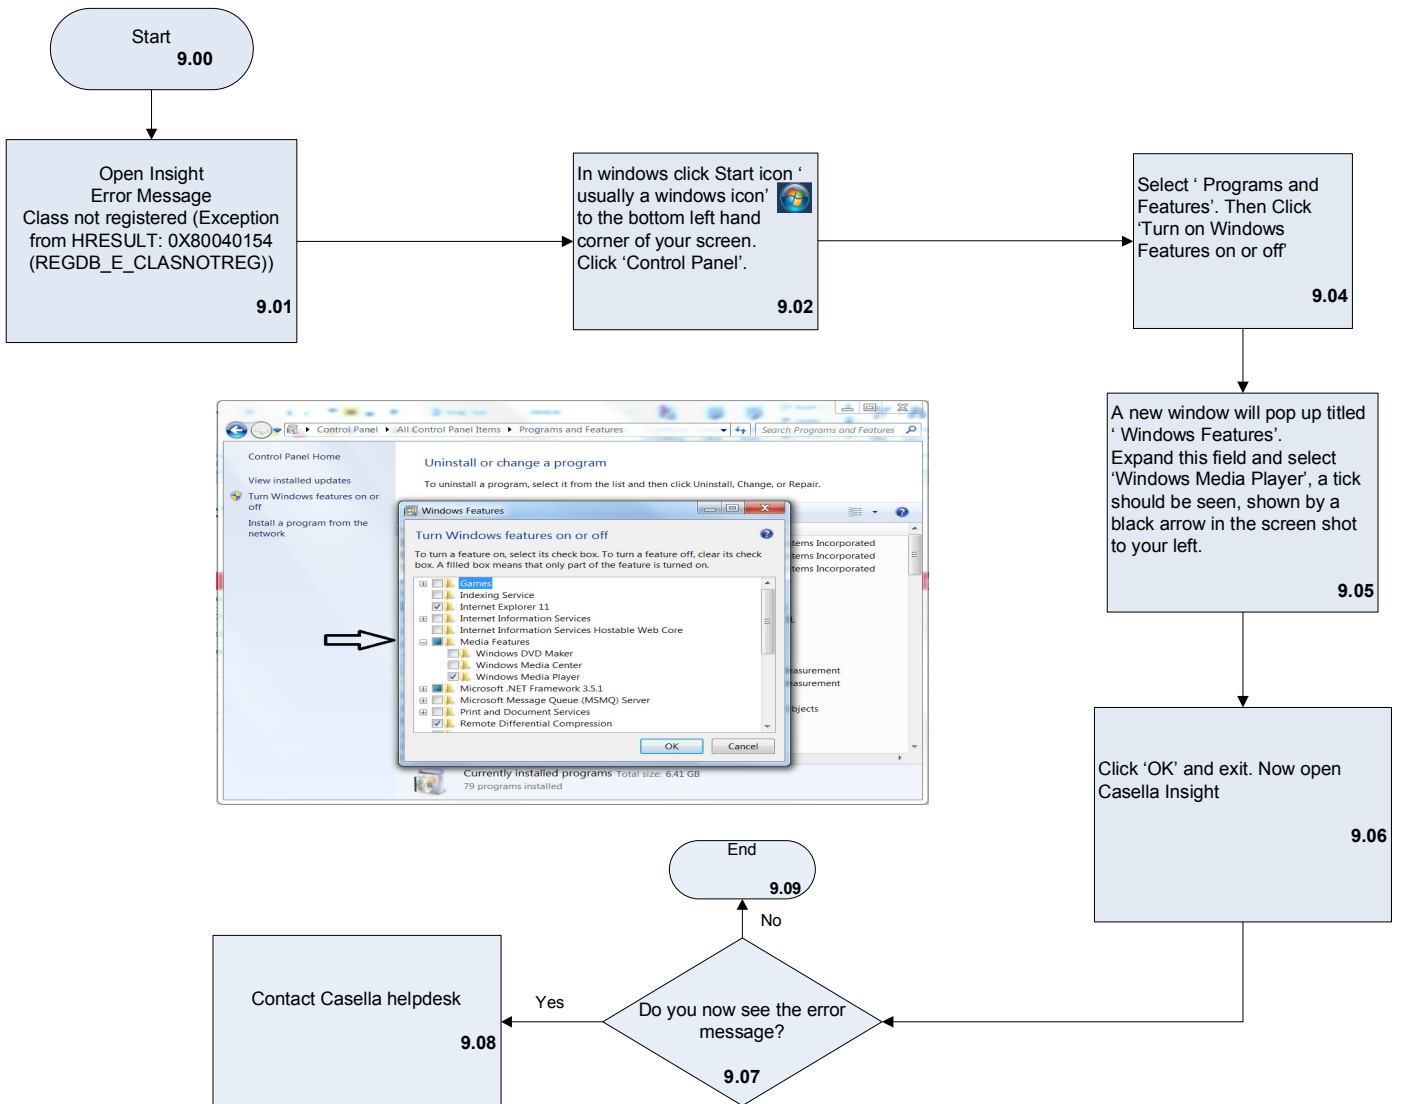 Start
9.00
Open Insight
Error Message
Class not registered (Exception
from HRESULT: 0X80040154
(REGDB_E_CLASNOTREG))
9.01
In windows click Start icon ‘
usually a windows icon’
to the bottom left hand
corner of your screen.
Click ‘Control Panel’.
9.02
Select ‘ Programs and
Features’. Then Click
‘Turn on Windows
Features on or off’
9.04
A new window will pop up titled
‘ Windows Features’.
Expand this field and select
‘Windows Media Player’, a tick
should be seen, shown by a
black arrow in the screen shot
to your left.
9.05
Control Panel
All Control Panel Items
Programs and Features
Search Programs and Features
Control Panel Home
View installed updates
Turn Windows features on or
off
Install a program from the
network
Uninstall or change a program
To uninstall a program, select it from the list and then click Uninstall, Change, or Repair.
tems Incorporated
tems Incorporated
tems Incorporated
easurement
easurement
bjects
Windows Features
Turn Windows features on or off
To turn a feature on, select its check box. To turn a feature off, clear its check
box. A filled box means that only part of the feature is turned on.
Games
Indexing Service
Internet Explorer 11
Internet Information Services
Internet Information Services Hostable Web Core
Media Features
Windows DVD Maker
Windows Media Center
Windows Media Player
Microsoft .NET Framework 3.5.1
Microsoft Message Queue (MSMQ) Server
Print and Document Services
Remote Differential Compression
OK
Cancel
Currently installed programs Total size: 6.41 GB
79 programs installed
Click ‘OK’ and exit. Now open
Casella Insight
9.06
End
9.09
No
Do you now see the error
message?
9.07
Yes
Contact Casella helpdesk
9.08